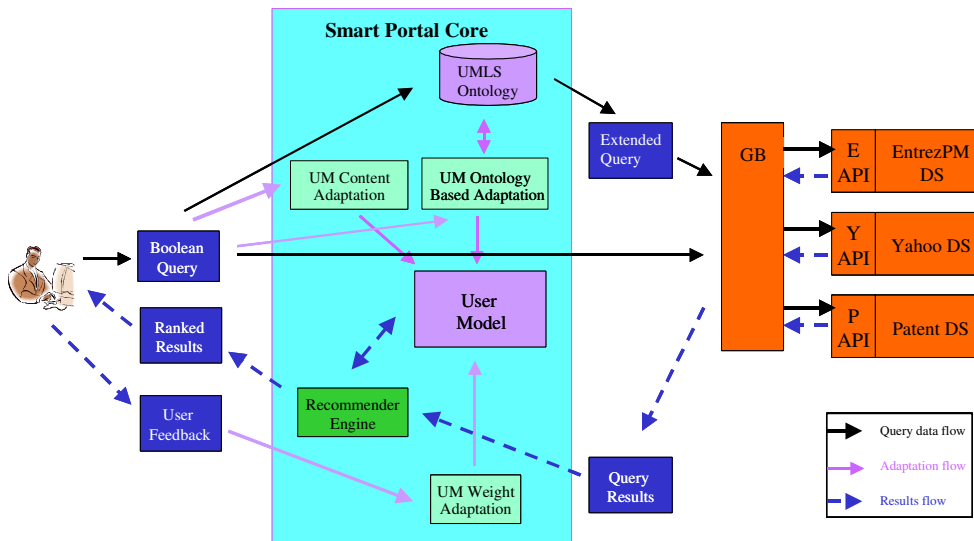 Smart Portal Core
UMLS
Ontology
Extended
Query
GB
E
API
EntrezPM
DS
UM Content
Adaptation
UM Ontology
Based Adaptation
Boolean
Query
Y
API
Yahoo DS
User
Model
Ranked
Results
P
API
Patent DS
Recommender
Engine
User
Feedback
Query
Results
UM Weight
Adaptation
Query data flow
Adaptation flow
Results flow